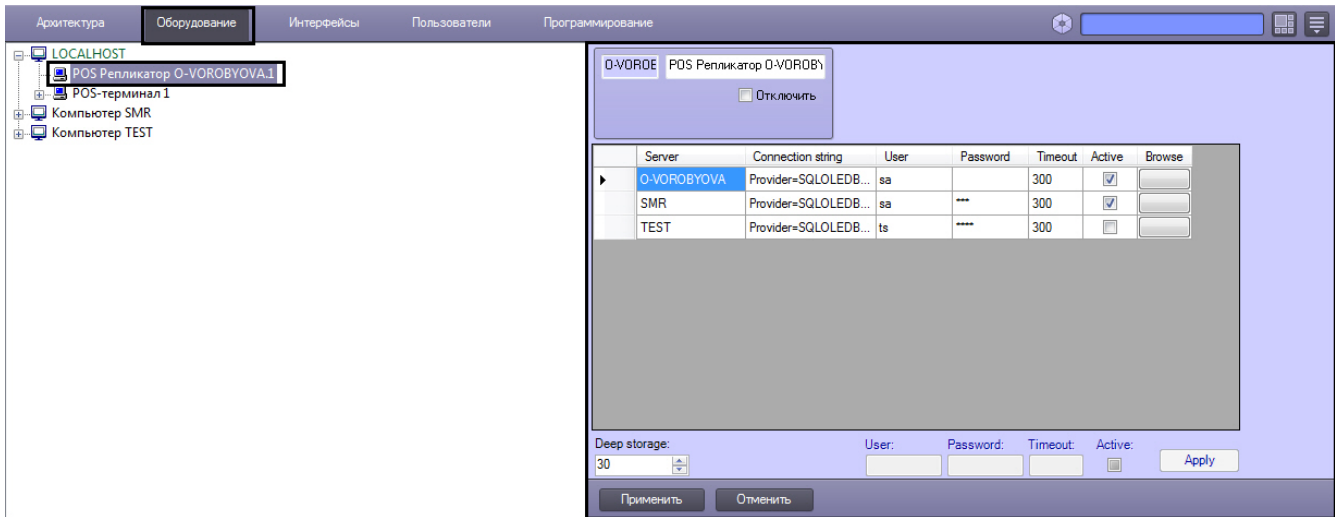 Архитектура Оборудование Интерфейсы Пользователи Программирование
LOCALHOST
POS Репликатор O-VOROBYOVA.1
POS-терминал 1
Компьютер SMR
Компьютер TEST
O-VOROB POS Репликатор O-VOROBY
Отключить
Server Connection string User Password Timeout Active Browse
O-VOROBYOVA Provider=SQLOLEDB... sa 300
SMR Provider=SQLOLEDB... sa *** 300
TEST Provider=SQLOLEDB... ts **** 300
Deep storage: User: Password: Timeout: Active:
30 Apply
Применить Отменить